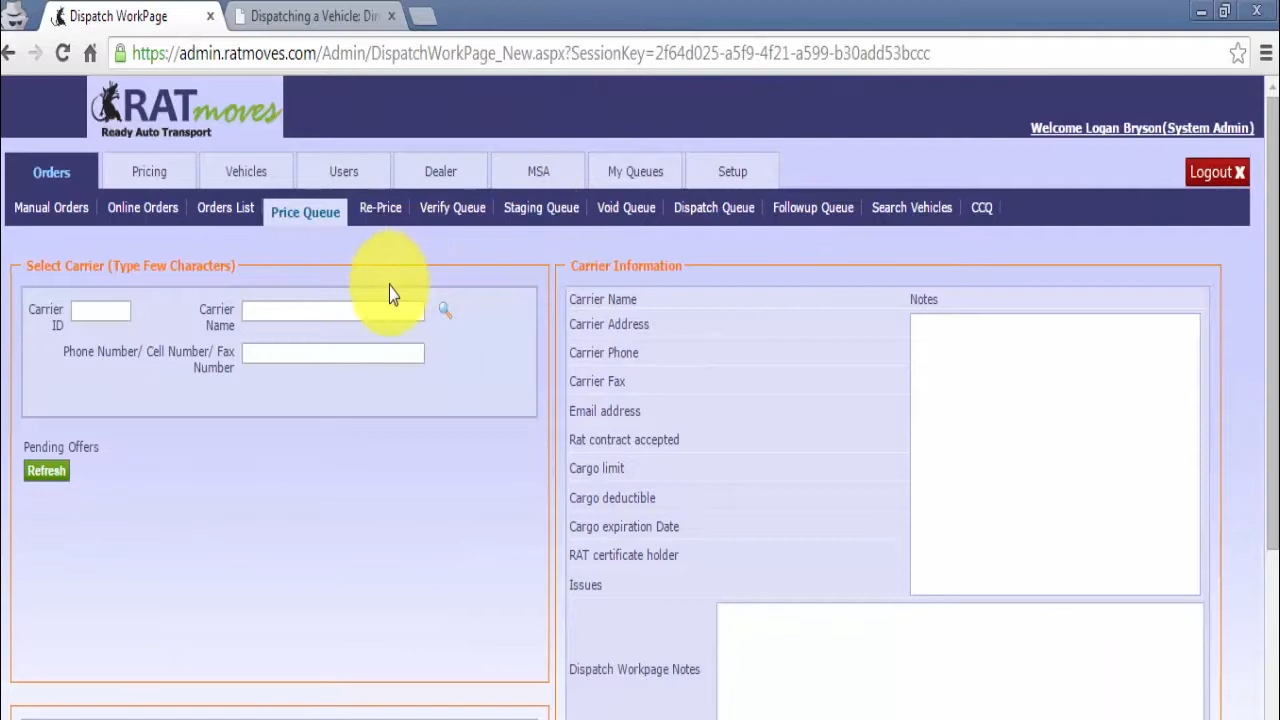 Dispatch WorkPage
Dispatching a Vehicle: Din
https://admin.ratmoves.com/Admin/DispatchWorkPage_New.aspx?SessionKey=2f64d025-a5f9-4f21-a599-b30add53bccc
RATmoves
Ready Auto Transport
Welcome Logan Bryson(System Admin)
Orders Pricing Vehicles Users Dealer MSA My Queues Setup Logout X
Manual Orders Online Orders Orders List Price Queue Re-Price Verify Queue Staging Queue Void Queue Dispatch Queue Followup Queue Search Vehicles CCQ
Select Carrier (Type Few Characters)
Carrier ID
Carrier Name
Phone Number/ Cell Number/ Fax
Number
Pending Offers
Refresh
Carrier Information
Carrier Name Notes
Carrier Address
Carrier Phone
Carrier Fax
Email address
Rat contract accepted
Cargo limit
Cargo deductible
Cargo expiration Date
RAT certificate holder
Issues
Dispatch Workpage Notes